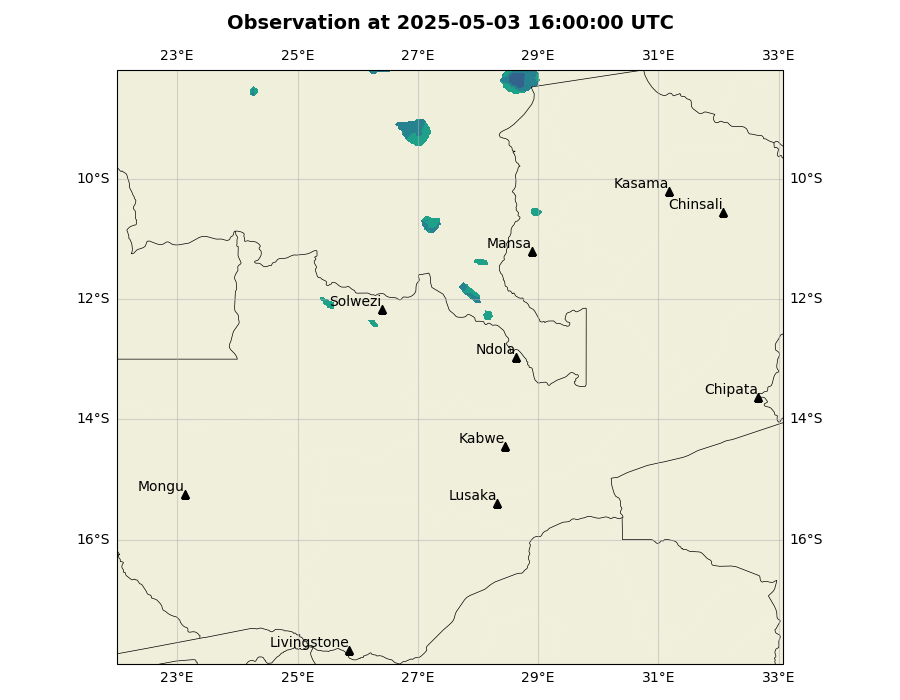 Observation at 2025-05-03 16:00:00 UTC
23°E 25°E 27°E 29°E 31°E 33°E
10°S 10°S
Kasama
Chinsali
Mansa
12°S 12°S
Solwezi
Ndola
Chipata
14°S 14°S
Kabwe
Mongu
Lusaka
16°S 16°S
Livingstone
23°E 25°E 27°E 29°E 31°E 33°E